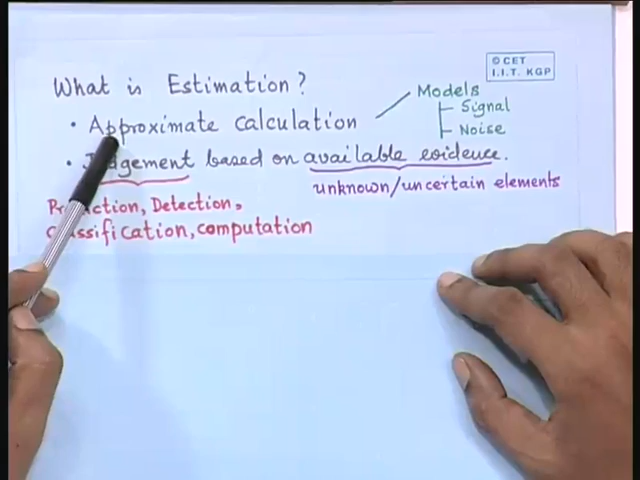 What is Estimation?
• Approximate calculation
• Judgement based on available evidence.
Prediction, Detection,
Classification, computation
Models
Signal
Noise
unknown/uncertain elements
© CET
I.I.T. KGP